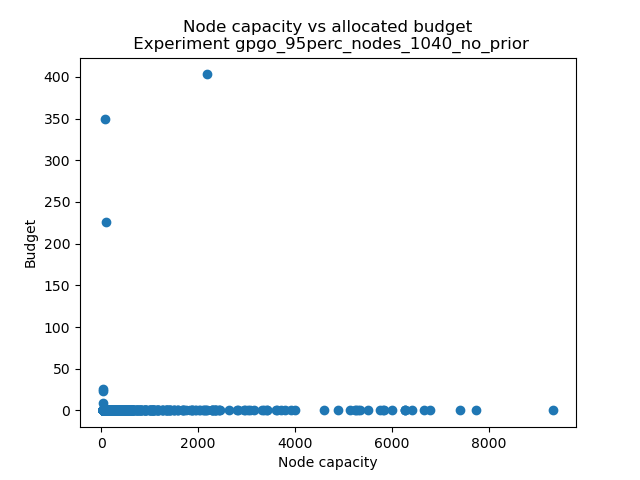 Node capacity vs allocated budget
Experiment gpgo_95perc_nodes_1040_no_prior
400
350
300
250
200
150
100
50
0
Budget
0 2000 4000 6000 8000
Node capacity